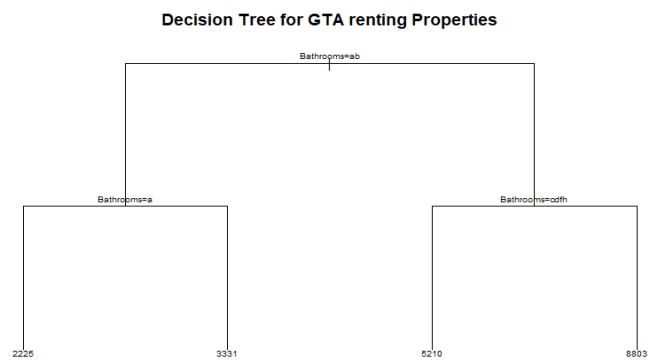 Decision Tree for GTA renting Properties
Bathrooms=ab
Bathrooms=a
Bathrooms=cdfh
2225
3331
5210
8803